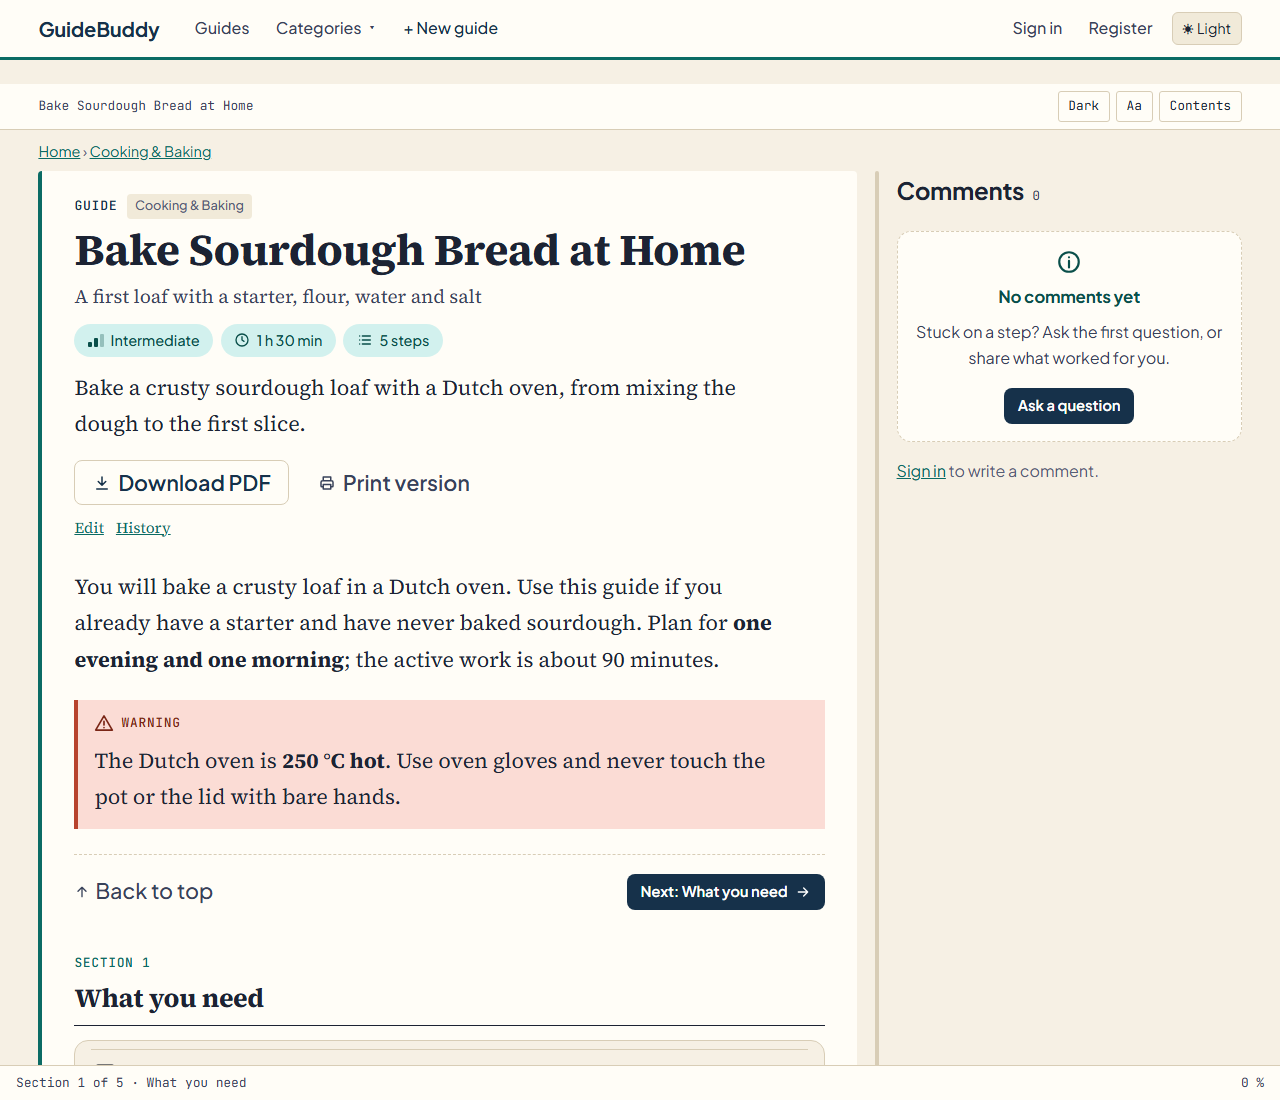 GuideBuddy
Guides
Categories
+ New guide
Sign in
Register
Light
Bake Sourdough Bread at Home
Dark
Aa
Contents
Home › Cooking & Baking
GUIDE
Cooking & Baking
Bake Sourdough Bread at Home
A first loaf with a starter, flour, water and salt
Intermediate
1 h 30 min
5 steps
Bake a crusty sourdough loaf with a Dutch oven, from mixing the
dough to the first slice.
Download PDF
Print version
Edit
History
You will bake a crusty loaf in a Dutch oven. Use this guide if you
already have a starter and have never baked sourdough. Plan for one
evening and one morning; the active work is about 90 minutes.
WARNING
The Dutch oven is 250 °C hot. Use oven gloves and never touch the
pot or the lid with bare hands.
Back to top
Next: What you need
SECTION 1
What you need
Comments 0
No comments yet
Stuck on a step? Ask the first question, or
share what worked for you.
Ask a question
Sign in to write a comment.
Section 1 of 5 · What you need
0 %